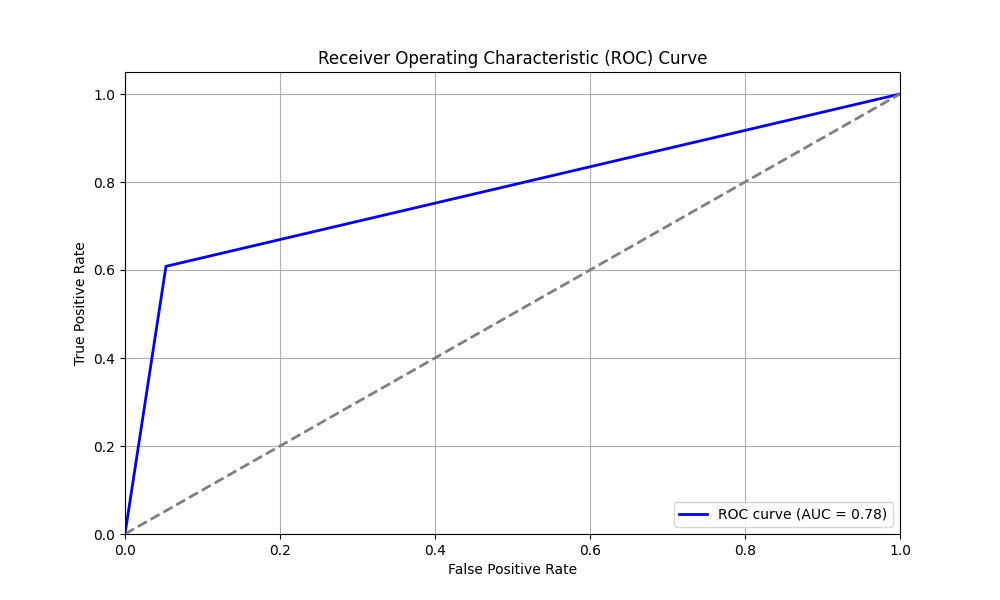 Receiver Operating Characteristic (ROC) Curve
True Positive Rate
1.0
0.8
0.6
0.4
0.2
0.0
ROC curve (AUC = 0.78)
0.0 0.2 0.4 0.6 0.8 1.0
False Positive Rate